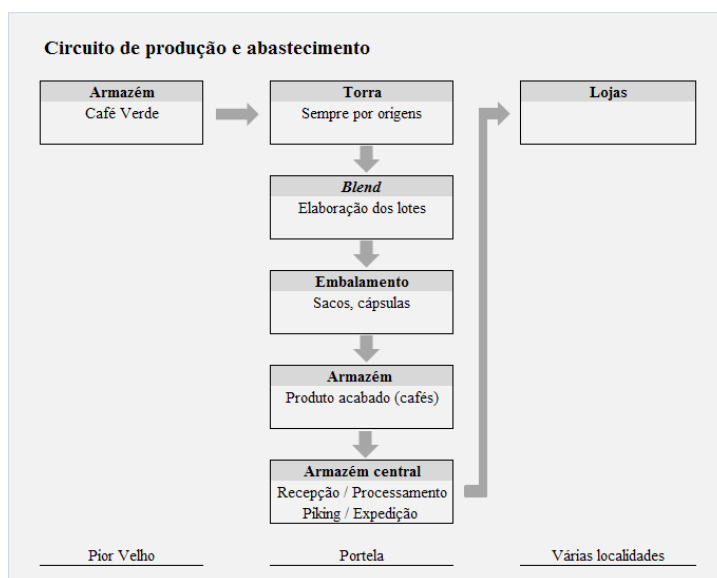 Circuito de produção e abastecimento
Armazém
Café Verde
Torra
Sempre por origens
Lojas
Blend
Elaboração dos lotes
Embalamento
Sacos, cápsulas
Armazém
Produto acabado (cafés)
Armazém central
Recepção / Processamento
Piking / Expedição
Pior Velho
Portela
Várias localidades